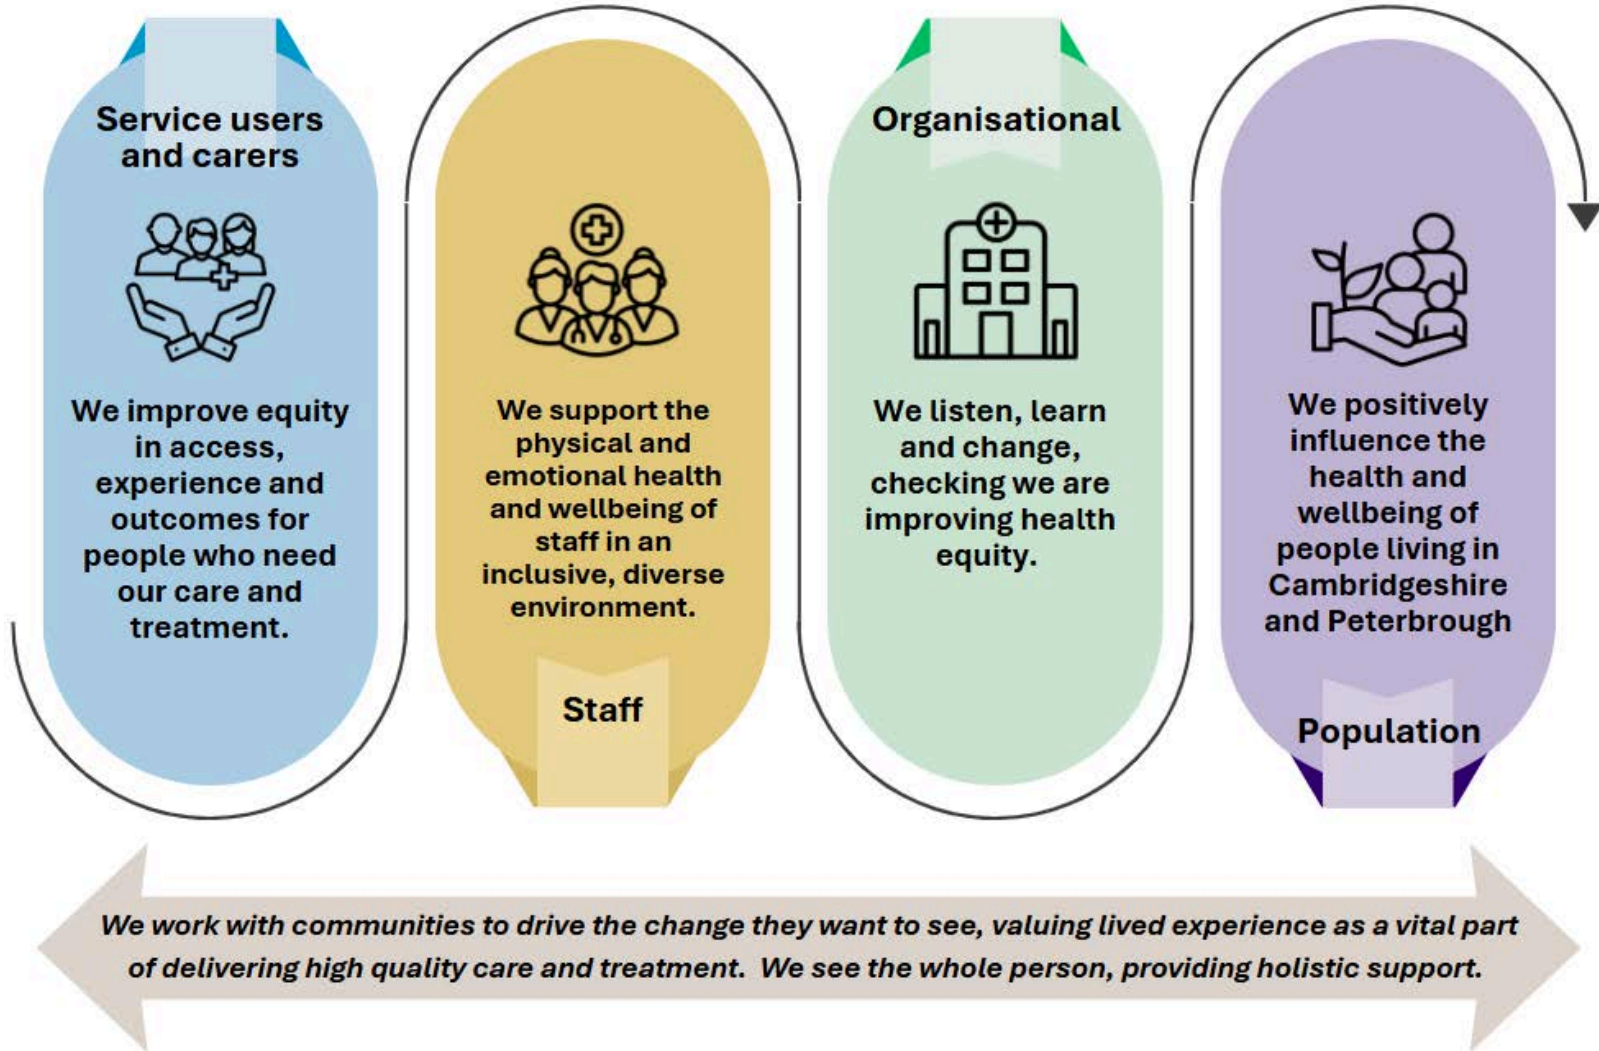 Service users
and carers
We improve equity
in access,
experience and
outcomes for
people who need
our care and
treatment.
We support the
physical and
emotional health
and wellbeing of
staff in an
inclusive, diverse
environment.
Staff
Organisational
We listen, learn
and change,
checking we are
improving health
equity.
We positively
influence the
health and
wellbeing of
people living in
Cambridgeshire
and Peterbrough
Population
We work with communities to drive the change they want to see, valuing lived experience as a vital part
of delivering high quality care and treatment.  We see the whole person, providing holistic support.